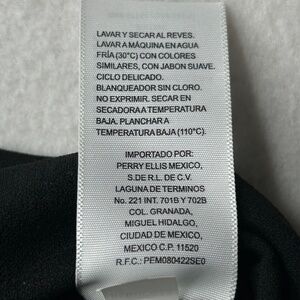 LAVAR Y SECAR AL REVES.
LAVAR A MÁQUINA EN AGUA
FRÍA (30°C) CON COLORES
SIMILARES, CON JABON SUAVE.
CICLO DELICADO.
BLANQUEADOR SIN CLORO.
NO EXPRIMIR. SECAR EN
SECADORA A TEMPERATURA
BAJA. PLANCHAR A
TEMPERATURA BAJA (110°C).
IMPORTADO POR:
PERRY ELLIS MEXICO,
S.DE R.L. DE C.V.
LAGUNA DE TERMINOS
No. 221 INT. 701B Y 702B
COL. GRANADA,
MIGUEL HIDALGO,
CIUDAD DE MEXICO,
MEXICO C.P. 11520
R.F.C.: PEM080422SE0